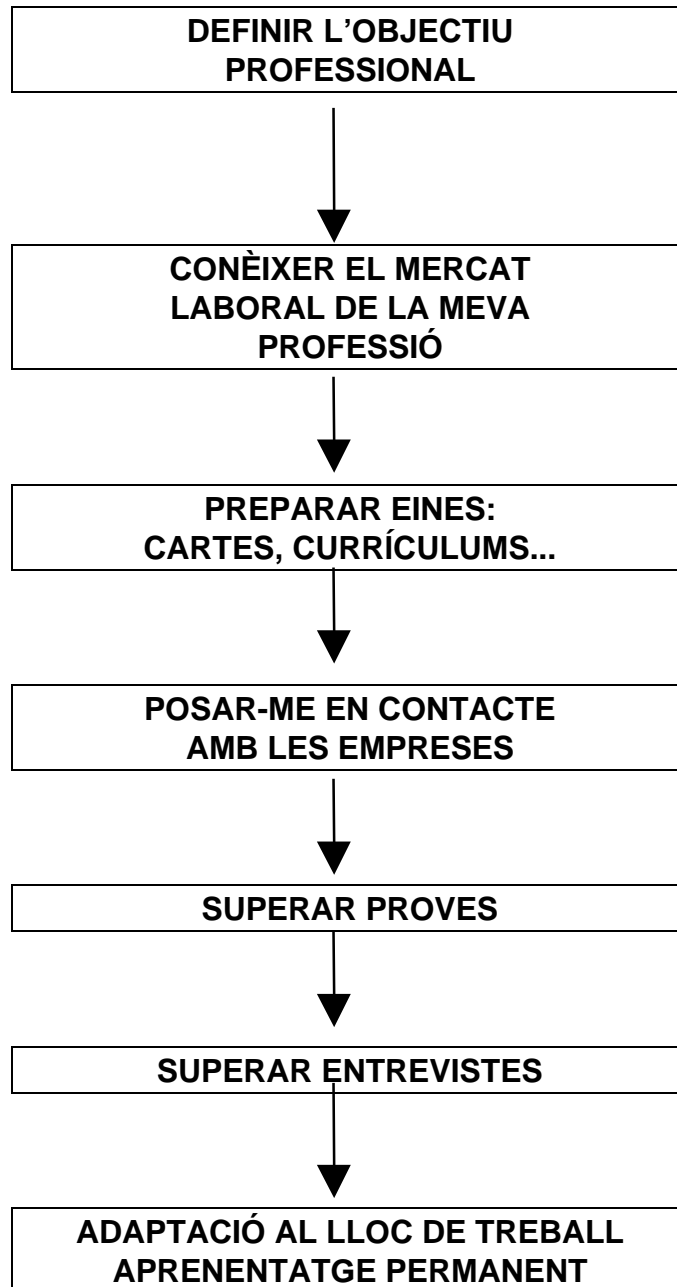 DEFINIR L’OBJECTIU
PROFESSIONAL
CONÈIXER EL MERCAT
LABORAL DE LA MEVA
PROFESSIÓ
PREPARAR EINES:
CARTES, CURRÍCULUMS...
POSAR-ME EN CONTACTE
AMB LES EMPRESES
SUPERAR PROVES
SUPERAR ENTREVISTES
ADAPTACIÓ AL LLOC DE TREBALL
APRENENTATGE PERMANENT